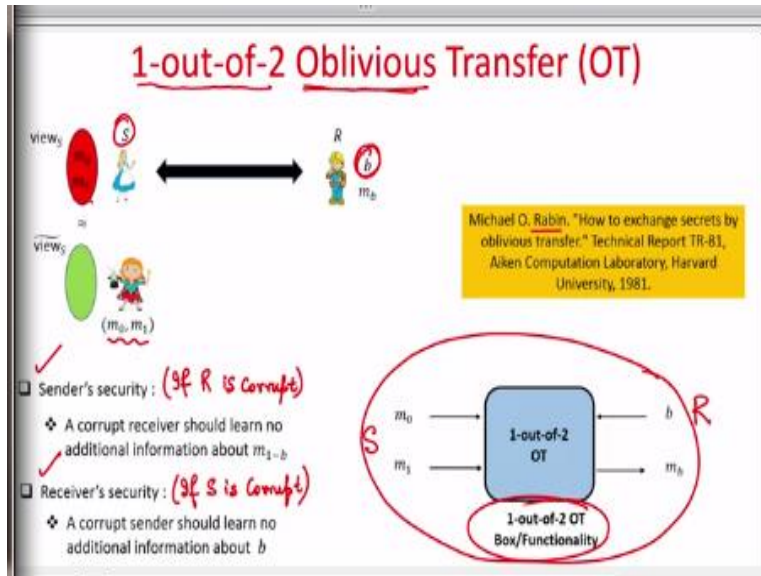 1-out-of-2 Oblivious Transfer (OT)
view_S
m_0
m_1
S
R
b
m_b
≈
view_S
(m_0, m_1)
Michael O. Rabin. "How to exchange secrets by
oblivious transfer." Technical Report TR-81,
Aiken Computation Laboratory, Harvard
University, 1981.
Sender's security : (If R is Corrupt)
A corrupt receiver should learn no
additional information about m_{1-b}
Receiver's security : (If S is Corrupt)
A corrupt sender should learn no
additional information about b
S
m_0
m_1
1-out-of-2
OT
b
m_b
R
1-out-of-2 OT
Box/Functionality